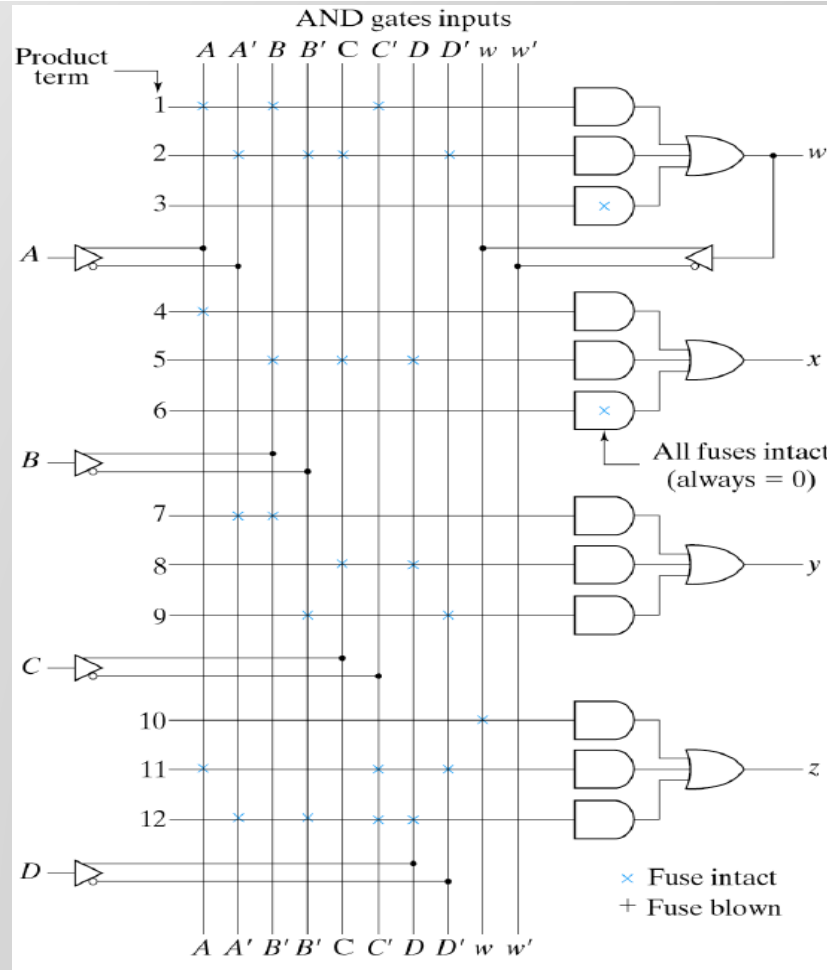 AND gates inputs
A A' B B' C C' D D' w w'
Product
term
1
2
w
3
A
4
5
x
6
B
All fuses intact
(always = 0)
7
8
y
9
C
10
11
z
12
D
× Fuse intact
+ Fuse blown
A A' B' B' C C' D D' w w'